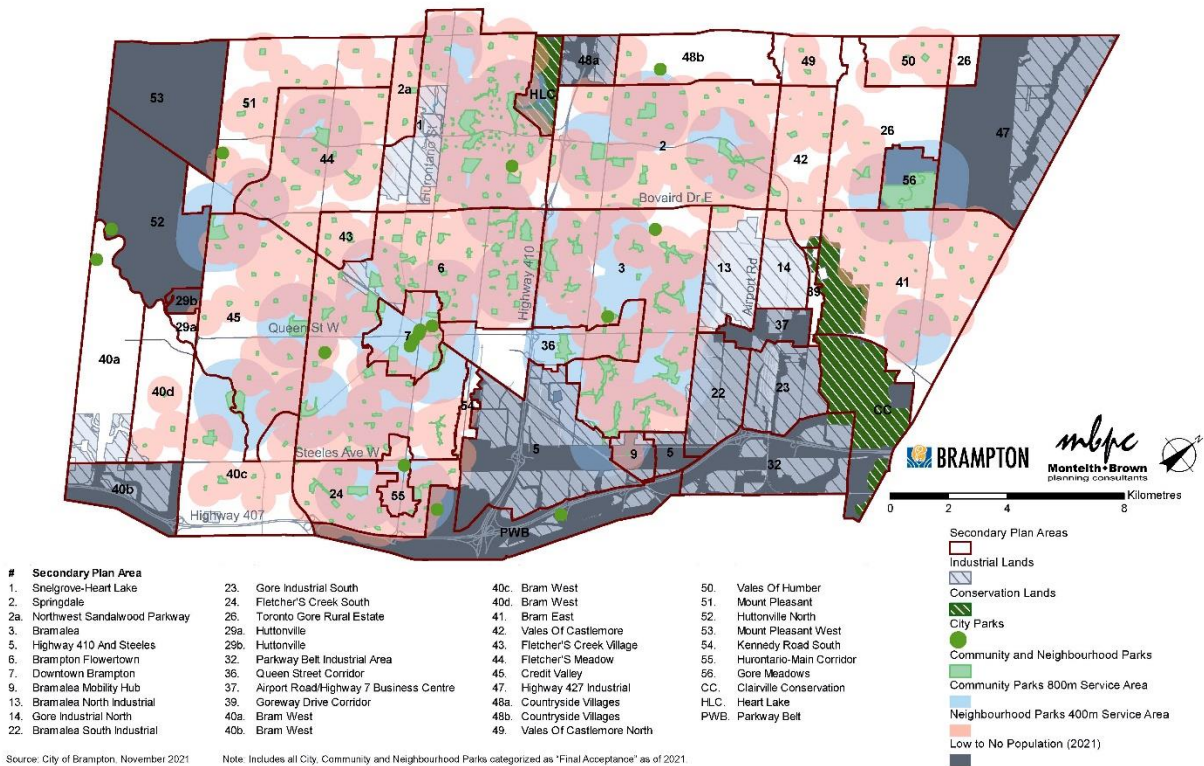 53
51
2a
1
Hurontario St
HLC
48a
48b
49
50
26
47
44
2
42
26
56
52
43
6
Highway 410
3
Bovaird Dr E
13
14
Airport Rd
39
41
29b
29a
45
Queen St W
7
36
37
40a
40d
54
5
22
23
CC
Steeles Ave W
9
5
32
40b
40c
24
55
Highway 407
PWB
BRAMPTON
mbpc
Monteith•Brown
planning consultants
Kilometres
0 2 4 8
Secondary Plan Areas
Industrial Lands
Conservation Lands
City Parks
Community and Neighbourhood Parks
Community Parks 800m Service Area
Neighbourhood Parks 400m Service Area
Low to No Population (2021)
# Secondary Plan Area
1. Snelgrove-Heart Lake
2. Springdale
2a. Northwest Sandalwood Parkway
3. Bramalea
5. Highway 410 And Steeles
6. Brampton Flowertown
7. Downtown Brampton
9. Bramalea Mobility Hub
13. Bramalea North Industrial
14. Gore Industrial North
22. Bramalea South Industrial
23. Gore Industrial South
24. Fletcher'S Creek South
26. Toronto Gore Rural Estate
29a. Huttonville
29b. Huttonville
32. Parkway Belt Industrial Area
36. Queen Street Corridor
37. Airport Road/Highway 7 Business Centre
39. Goreway Drive Corridor
40a. Bram West
40b. Bram West
40c. Bram West
40d. Bram West
41. Bram East
42. Vales Of Castlemore
43. Fletcher'S Creek Village
44. Fletcher'S Meadow
45. Credit Valley
47. Highway 427 Industrial
48a. Countryside Villages
48b. Countryside Villages
49. Vales Of Castlemore North
50. Vales Of Humber
51. Mount Pleasant
52. Huttonville North
53. Mount Pleasant West
54. Kennedy Road South
55. Hurontario-Main Corridor
56. Gore Meadows
CC. Clairville Conservation
HLC. Heart Lake
PWB. Parkway Belt
Source: City of Brampton, November 2021 Note: Includes all City, Community and Neighbourhood Parks categorized as "Final Acceptance" as of 2021.